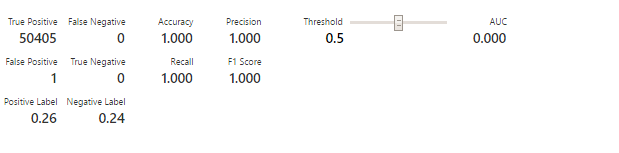 True Positive False Negative Accuracy Precision Threshold AUC
50405 0 1.000 1.000 0.5 0.000
False Positive True Negative Recall F1 Score
1 0 1.000 1.000
Positive Label Negative Label
0.26 0.24